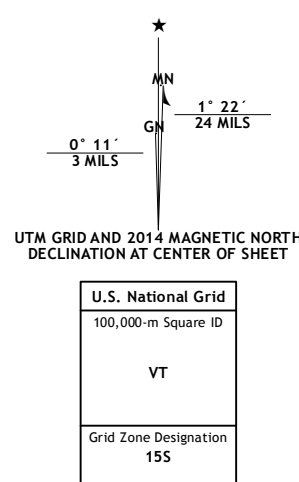 ★
MN
1° 22´
24 MILS
GN
0° 11´
3 MILS
UTM GRID AND 2014 MAGNETIC NORTH
DECLINATION AT CENTER OF SHEET
U.S. National Grid
100,000-m Square ID
VT
Grid Zone Designation
15S